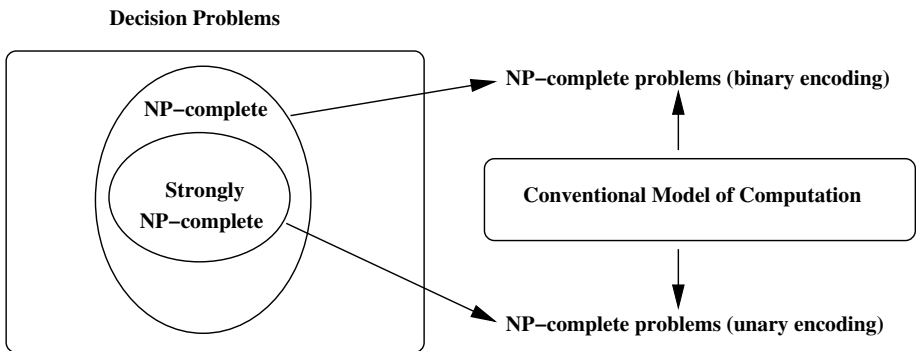 Decision Problems
NP–complete
Strongly
NP–complete
NP–complete problems (binary encoding)
Conventional Model of Computation
NP–complete problems (unary encoding)